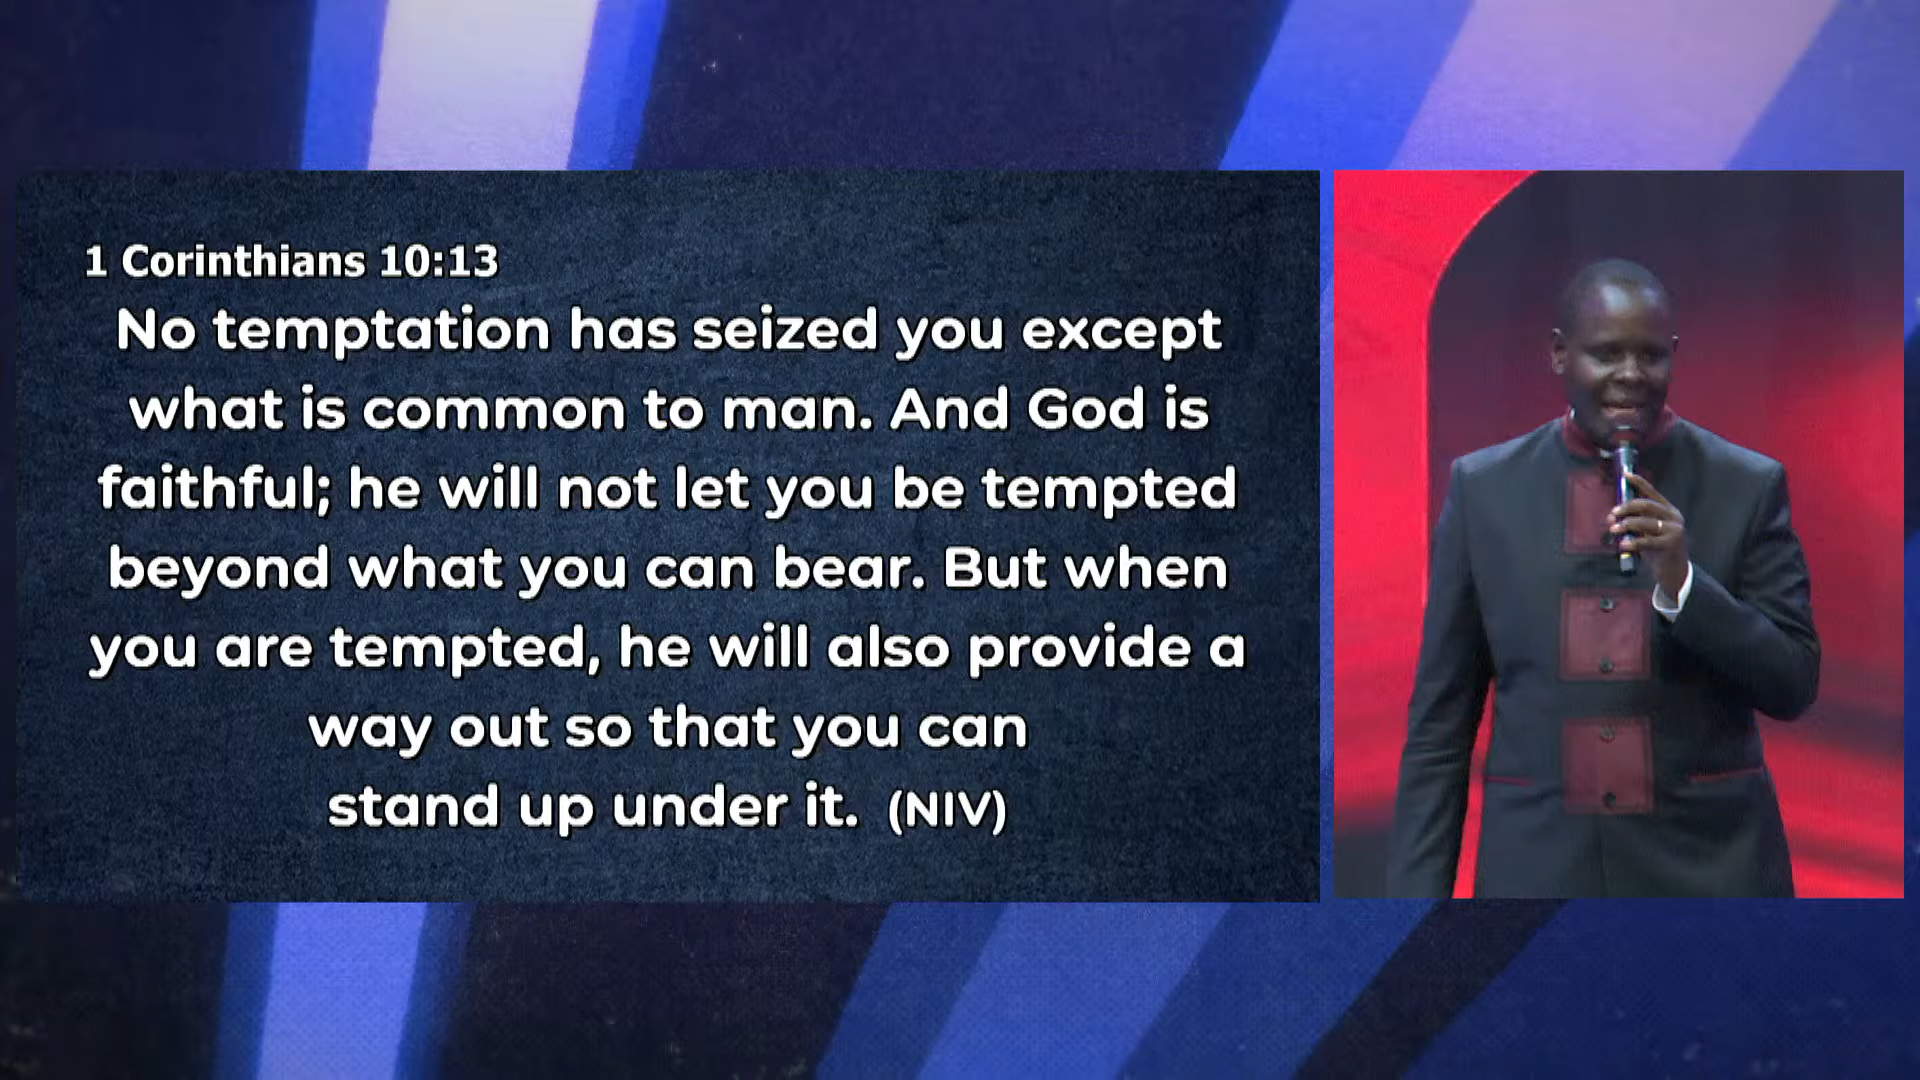 1 Corinthians 10:13
No temptation has seized you except
what is common to man. And God is
faithful; he will not let you be tempted
beyond what you can bear. But when
you are tempted, he will also provide a
way out so that you can
stand up under it. (NIV)